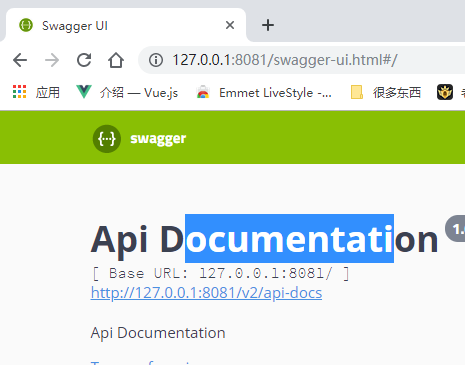 Swagger UI
127.0.0.1:8081/swagger-ui.html#/
应用 介绍 — Vue.js Emmet LiveStyle -... 很多东西
swagger
Api Documentation 1.
[ Base URL: 127.0.0.1:8081/ ]
http://127.0.0.1:8081/v2/api-docs
Api Documentation